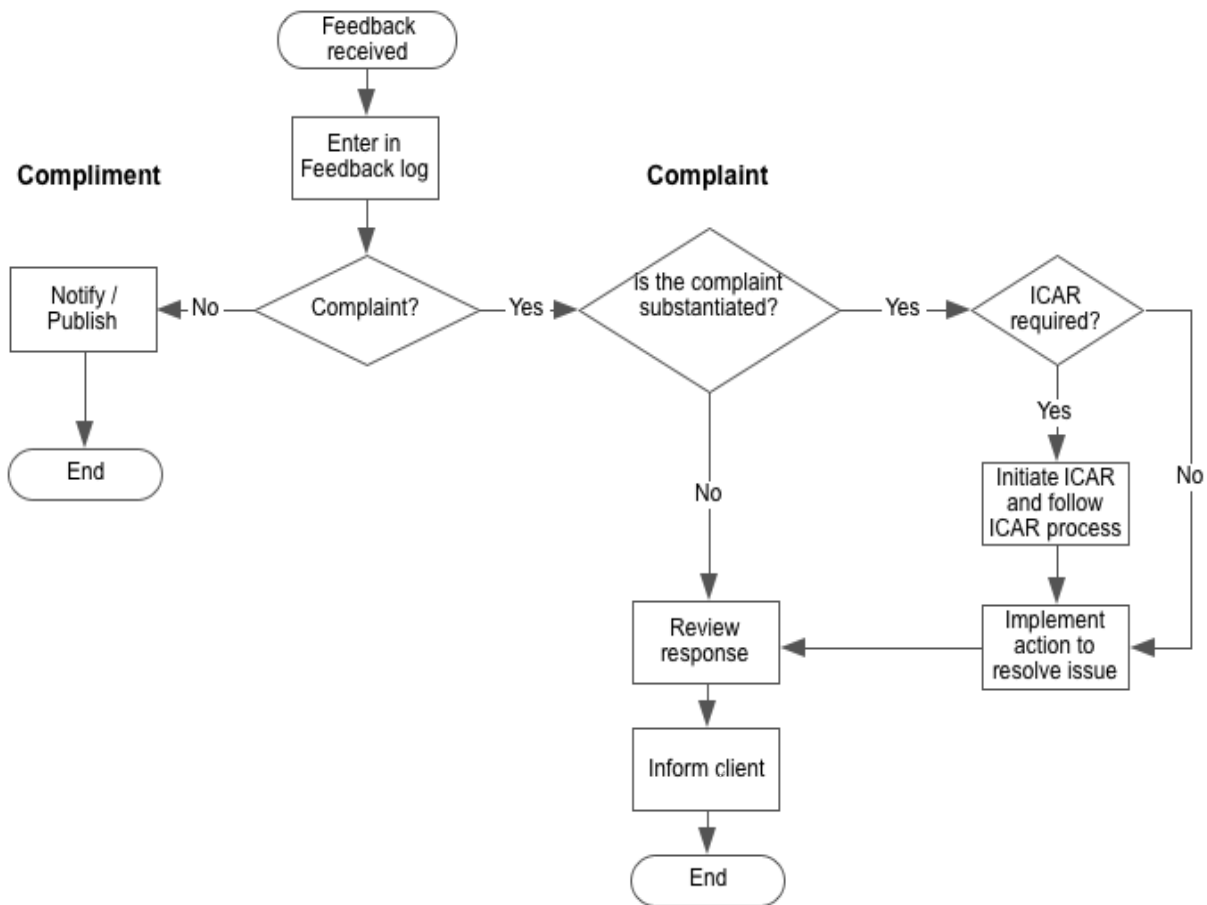 Feedback
received
Enter in
Feedback log
Compliment
Complaint
Notify /
Publish
No
Complaint?
Yes
Is the complaint
substantiated?
Yes
ICAR
required?
Yes
No
No
Initiate ICAR
and follow
ICAR process
End
Review
response
Implement
action to
resolve issue
Inform client
End